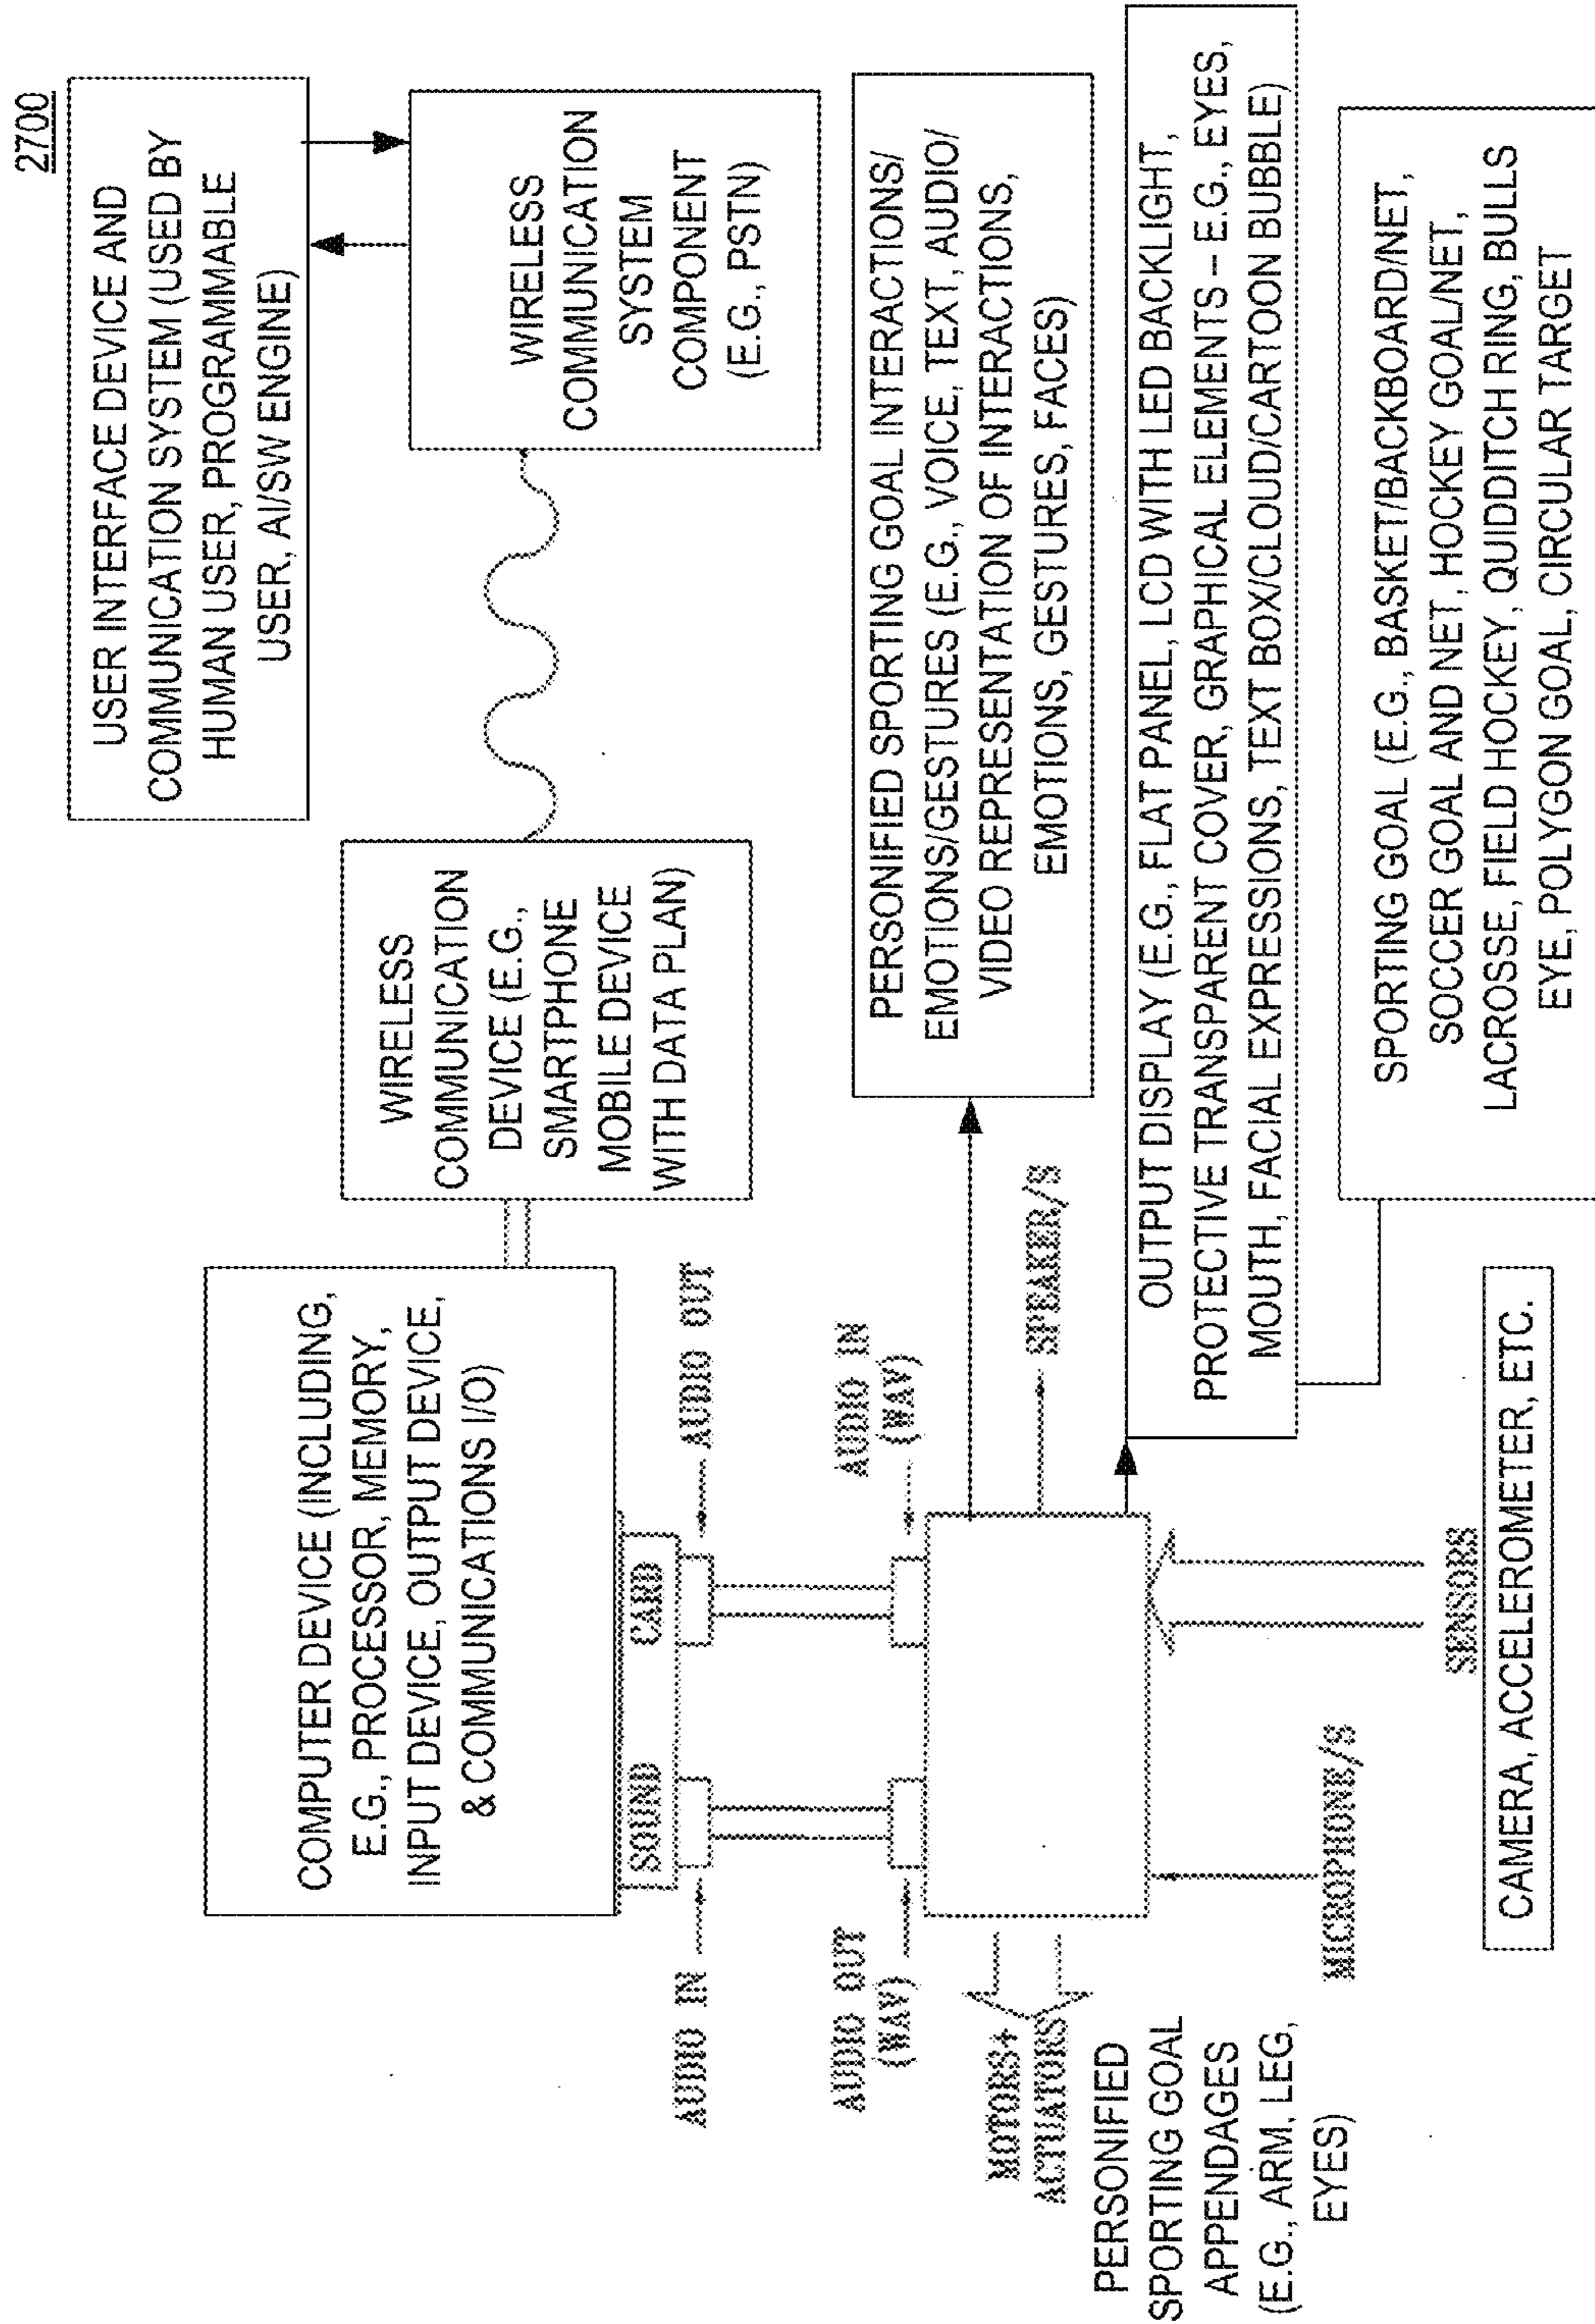 2700
USER INTERFACE DEVICE AND
COMMUNICATION SYSTEM (USED BY
HUMAN USER, PROGRAMMABLE
USER, AI/SW ENGINE)
WIRELESS
COMMUNICATION
SYSTEM
COMPONENT
(E.G., PSTN)
WIRELESS
COMMUNICATION
DEVICE (E.G.,
SMARTPHONE
MOBILE DEVICE
WITH DATA PLAN)
COMPUTER DEVICE (INCLUDING,
E.G., PROCESSOR, MEMORY,
INPUT DEVICE, OUTPUT DEVICE,
& COMMUNICATIONS I/O)
SOUND CARD
AUDIO IN
AUDIO OUT
AUDIO OUT
(WAV)
AUDIO IN
(WAV)
PERSONIFIED SPORTING GOAL INTERACTIONS/
EMOTIONS/GESTURES (E.G., VOICE, TEXT, AUDIO/
VIDEO REPRESENTATION OF INTERACTIONS,
EMOTIONS, GESTURES, FACES)
SPEAKER/S
OUTPUT DISPLAY (E.G., FLAT PANEL, LCD WITH LED BACKLIGHT,
PROTECTIVE TRANSPARENT COVER, GRAPHICAL ELEMENTS – E.G., EYES,
MOUTH, FACIAL EXPRESSIONS, TEXT BOX/CLOUD/CARTOON BUBBLE)
MOTORS+
ACTUATORS
PERSONIFIED
SPORTING GOAL
APPENDAGES
(E.G., ARM, LEG,
EYES)
MICROPHONE/S
SENSORS
CAMERA, ACCELEROMETER, ETC.
SPORTING GOAL (E.G., BASKET/BACKBOARD/NET,
SOCCER GOAL AND NET, HOCKEY GOAL/NET,
LACROSSE, FIELD HOCKEY, QUIDDITCH RING, BULLS
EYE, POLYGON GOAL, CIRCULAR TARGET